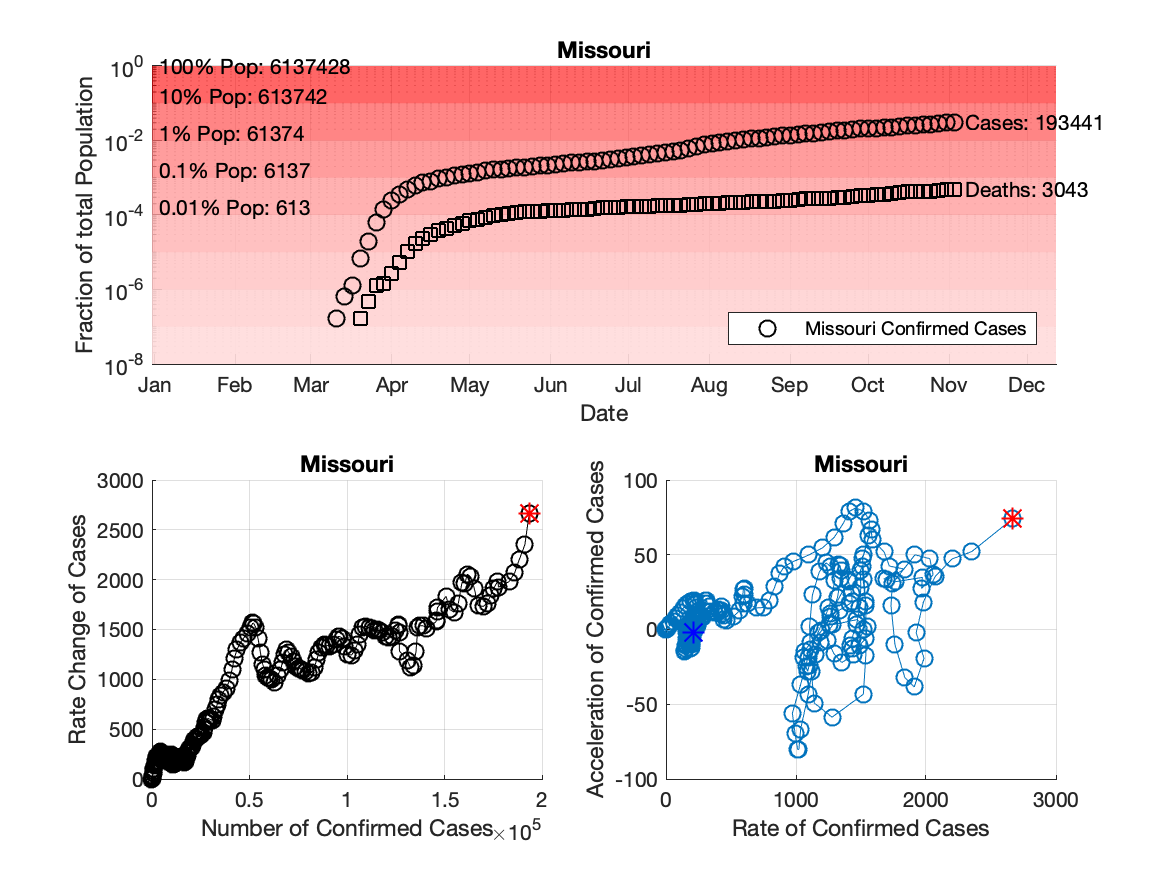 Missouri
10^0
100% Pop: 6137428
10% Pop: 613742
10^-2
1% Pop: 61374
Cases: 193441
0.1% Pop: 6137
Deaths: 3043
10^-4
0.01% Pop: 613
10^-6
Missouri Confirmed Cases
10^-8
Fraction of total Population
Jan Feb Mar Apr May Jun Jul Aug Sep Oct Nov Dec
Date
Missouri
3000
2500
2000
1500
1000
500
0
Rate Change of Cases
0 0.5 1 1.5 2
Number of Confirmed Cases ×10^5
Missouri
100
50
0
-50
-100
Acceleration of Confirmed Cases
0 1000 2000 3000
Rate of Confirmed Cases